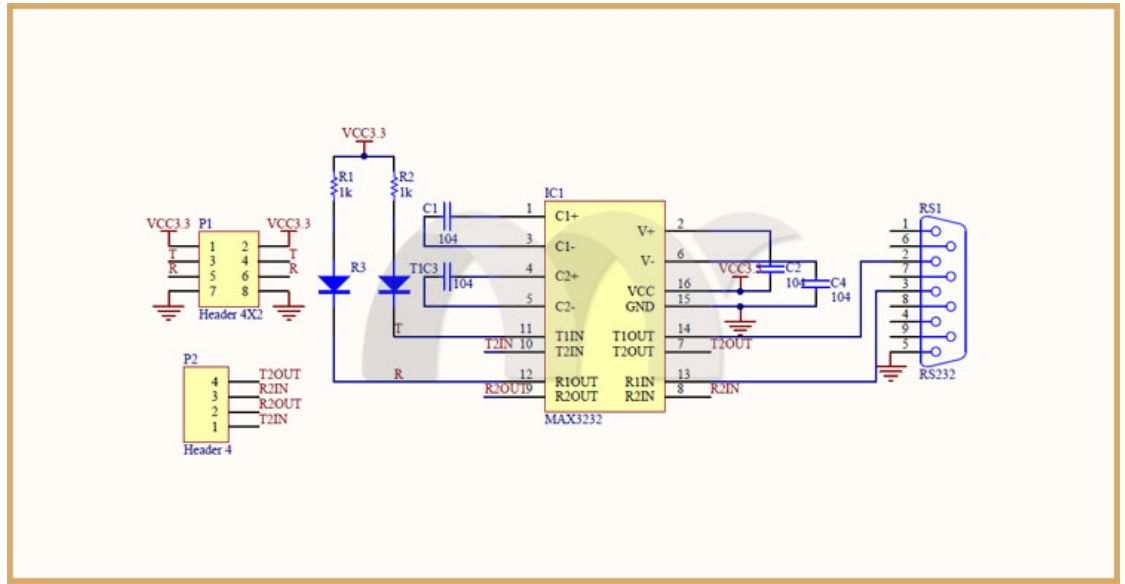 VCC3.3
R1
1k
R2
1k
VCC3.3
P1
VCC3.3
1 2
T 3 4 T
R 5 6 R
7 8
Header 4X2
R3
T
R
C1
104
T1C3
104
IC1
1 C1+
3 C1-
4 C2+
5 C2-
11 T1IN
T2IN 10 T2IN
12 R1OUT
R2OUT 9 R2OUT
V+ 2
V- 6
VCC 16
GND 15
T1OUT 14
T2OUT 7 T2OUT
R1IN 13
R2IN 8 R2IN
MAX3232
C2
104
C4
104
RS1
1
6
2
7
3
8
4
9
5
RS232
P2
4 T2OUT
3 R2IN
2 R2OUT
1 T2IN
Header 4